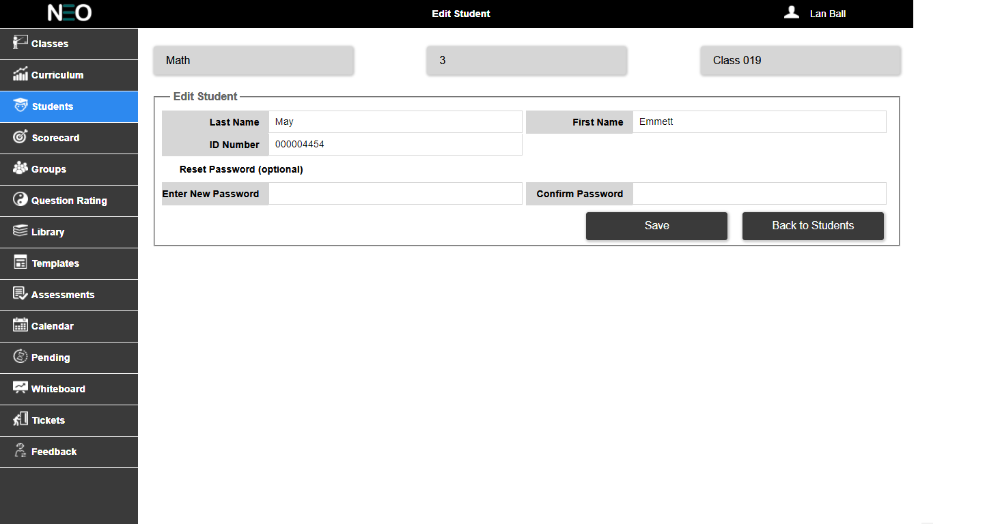 NEO
Edit Student
Lan Ball
Classes
Curriculum
Students
Scorecard
Groups
Question Rating
Library
Templates
Assessments
Calendar
Pending
Whiteboard
Tickets
Feedback
Math
3
Class 019
Edit Student
Last Name May
First Name Emmett
ID Number 000004454
Reset Password (optional)
Enter New Password
Confirm Password
Save
Back to Students